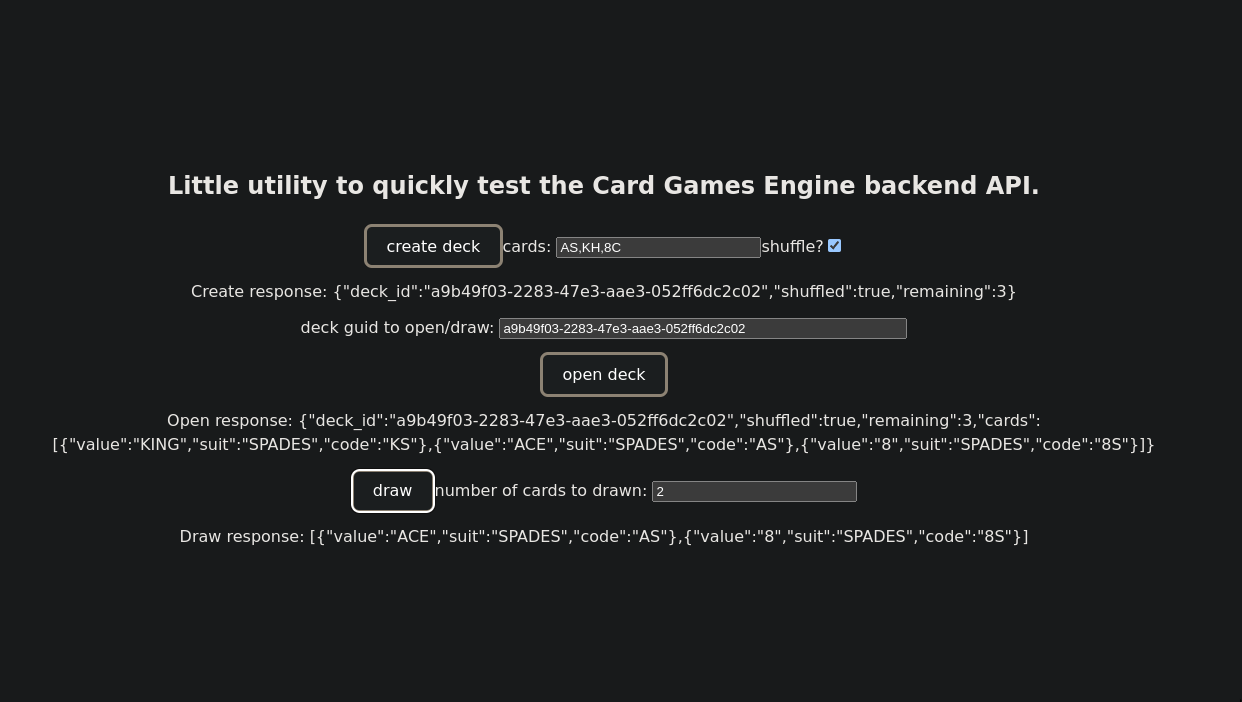 Little utility to quickly test the Card Games Engine backend API.
create deck cards: AS,KH,8C shuffle?
Create response: {"deck_id":"a9b49f03-2283-47e3-aae3-052ff6dc2c02","shuffled":true,"remaining":3}
deck guid to open/draw: a9b49f03-2283-47e3-aae3-052ff6dc2c02
open deck
Open response: {"deck_id":"a9b49f03-2283-47e3-aae3-052ff6dc2c02","shuffled":true,"remaining":3,"cards":
[{"value":"KING","suit":"SPADES","code":"KS"},{"value":"ACE","suit":"SPADES","code":"AS"},{"value":"8","suit":"SPADES","code":"8S"}]}
draw number of cards to drawn: 2
Draw response: [{"value":"ACE","suit":"SPADES","code":"AS"},{"value":"8","suit":"SPADES","code":"8S"}]